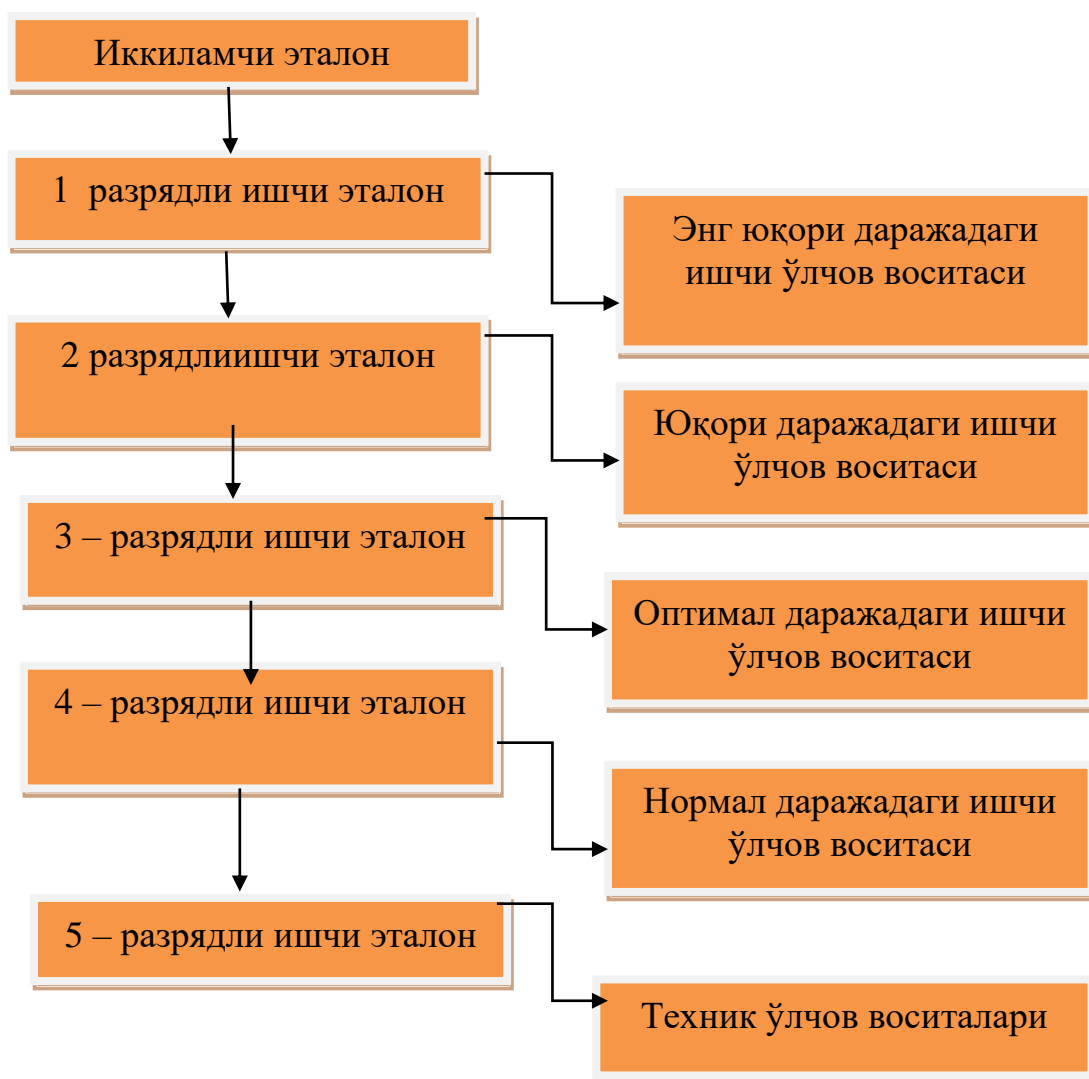 Иккиламчи эталон
1 разрядли ишчи эталон
Энг юқори даражадаги
ишчи ўлчов воситаси
2 разрядлиишчи эталон
Юқори даражадаги ишчи
ўлчов воситаси
3 – разрядли ишчи эталон
Оптимал даражадаги ишчи
ўлчов воситаси
4 – разрядли ишчи эталон
Нормал даражадаги ишчи
ўлчов воситаси
5 – разрядли ишчи эталон
Техник ўлчов воситалари